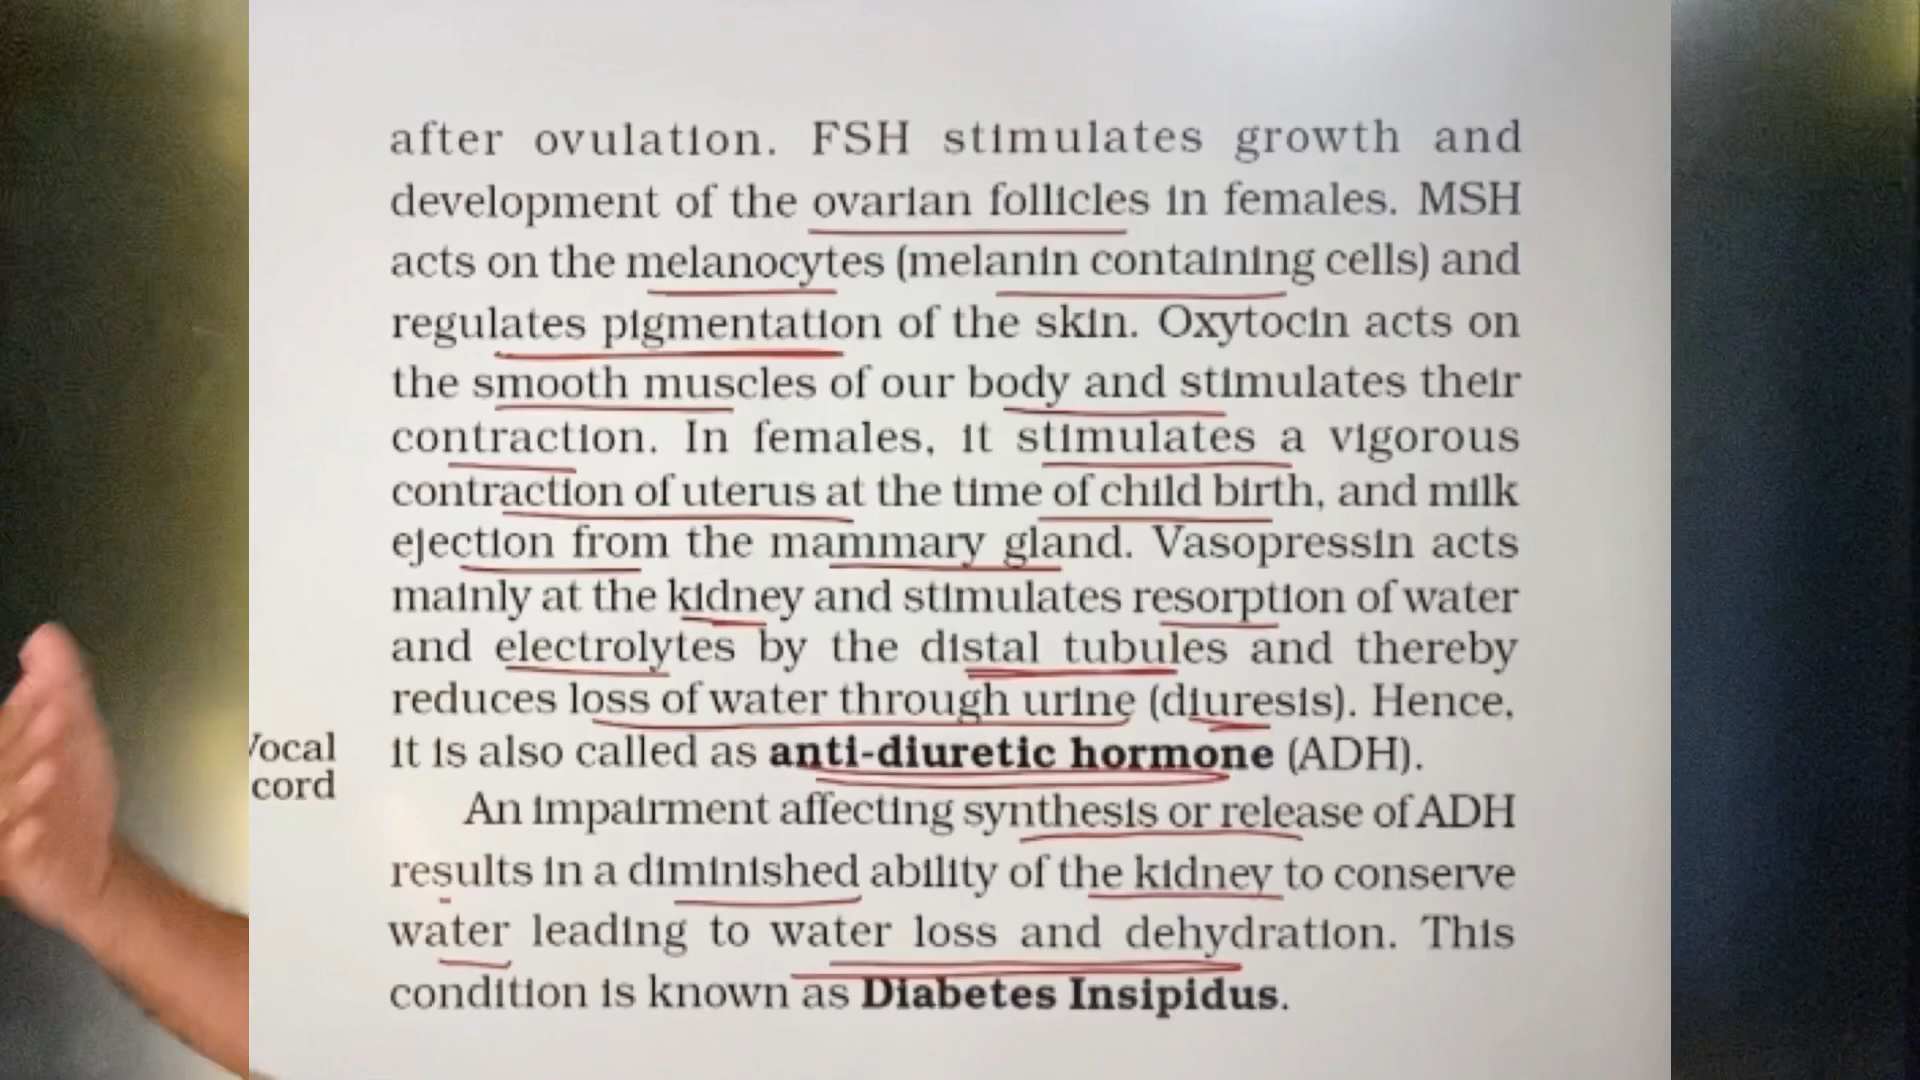 after ovulation. FSH stimulates growth and
development of the ovarian follicles in females. MSH
acts on the melanocytes (melanin containing cells) and
regulates pigmentation of the skin. Oxytocin acts on
the smooth muscles of our body and stimulates their
contraction. In females, it stimulates a vigorous
contraction of uterus at the time of child birth, and milk
ejection from the mammary gland. Vasopressin acts
mainly at the kidney and stimulates resorption of water
and electrolytes by the distal tubules and thereby
reduces loss of water through urine (diuresis). Hence,
it is also called as anti-diuretic hormone (ADH).
An impairment affecting synthesis or release of ADH
results in a diminished ability of the kidney to conserve
water leading to water loss and dehydration. This
condition is known as Diabetes Insipidus.
Vocal
cord